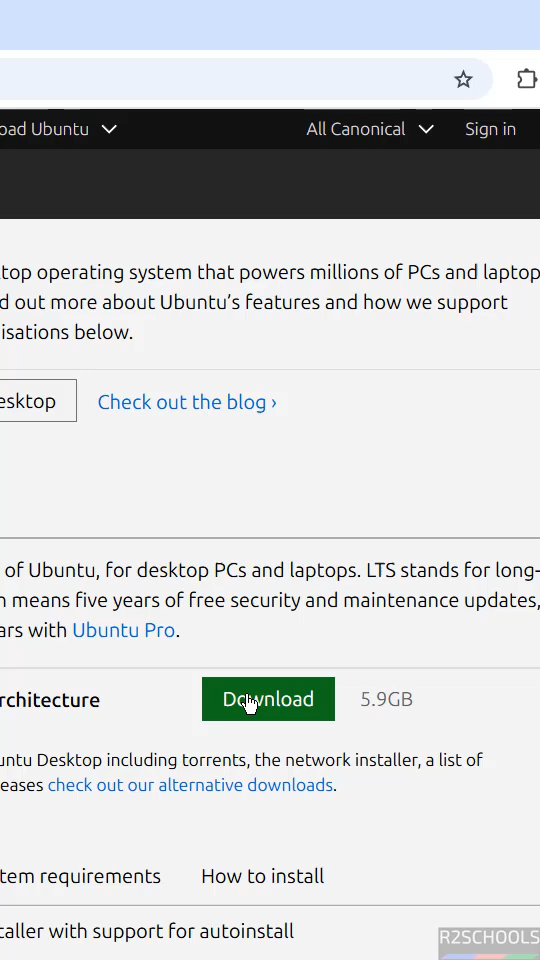 oad Ubuntu
All Canonical
Sign in
top operating system that powers millions of PCs and laptop
d out more about Ubuntu's features and how we support
isations below.
esktop
Check out the blog ›
of Ubuntu, for desktop PCs and laptops. LTS stands for long-
n means five years of free security and maintenance updates,
ars with Ubuntu Pro.
rchitecture
Download
5.9GB
untu Desktop including torrents, the network installer, a list of
eases check out our alternative downloads.
tem requirements
How to install
taller with support for autoinstall
R2SCHOOLS